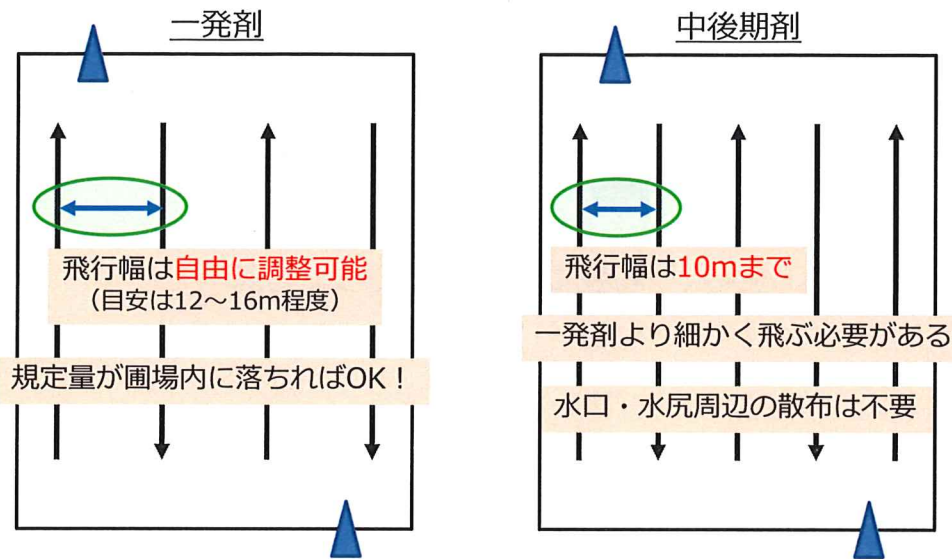 一発剤
飛行幅は自由に調整可能
（目安は12～16m程度）
規定量が圃場内に落ちればOK！
中後期剤
飛行幅は10mまで
一発剤より細かく飛ぶ必要がある
水口・水尻周辺の散布は不要